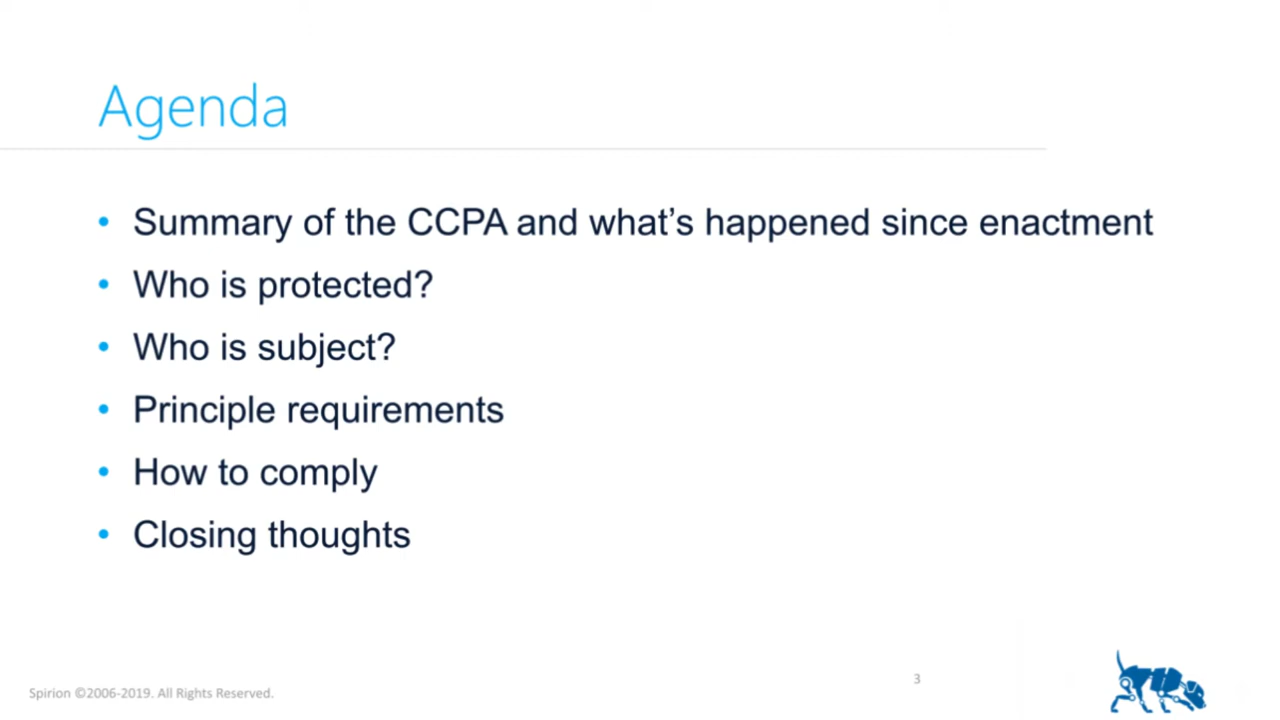 Agenda
• Summary of the CCPA and what's happened since enactment
• Who is protected?
• Who is subject?
• Principle requirements
• How to comply
• Closing thoughts
Spirion ©2006-2019. All Rights Reserved.
3